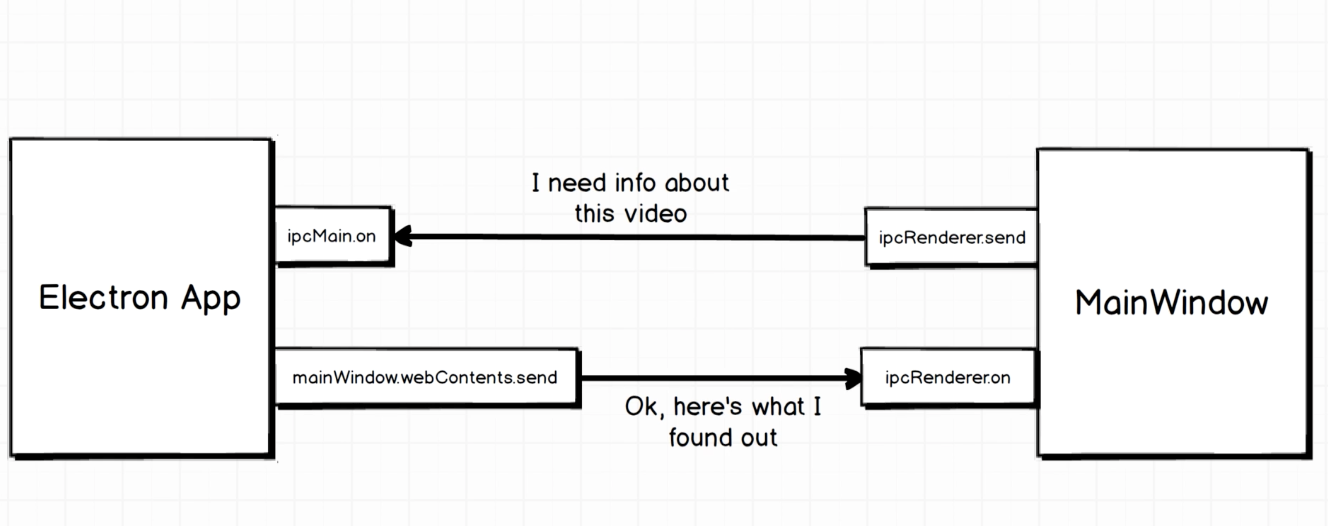 I need info about
this video
ipcMain.on
ipcRenderer.send
Electron App
MainWindow
mainWindow.webContents.send
ipcRenderer.on
Ok, here's what I
found out